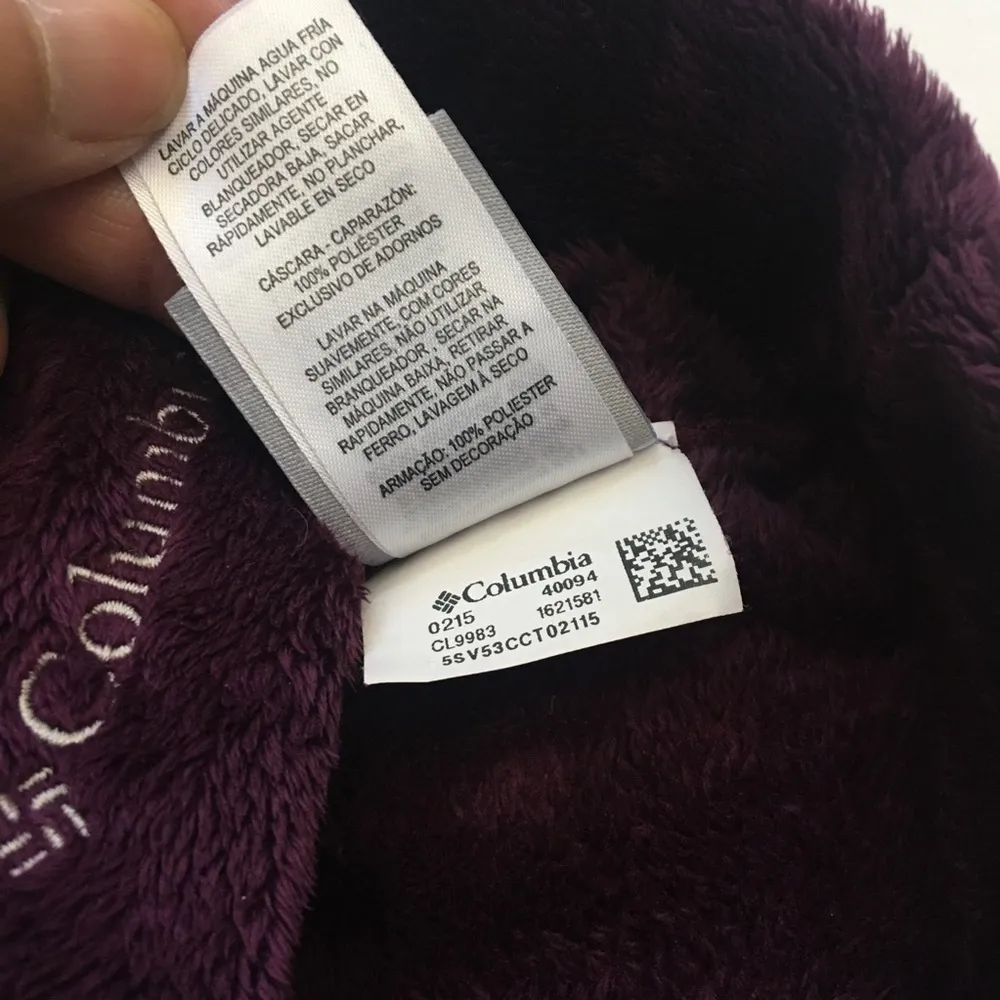 LAVAR A MÁQUINA AGUA FRÍA
CICLO DELICADO, LAVAR CON
COLORES SIMILARES, NO
UTILIZAR AGENTE
BLANQUEADOR, SECAR EN
SECADORA BAJA, SACAR
RÁPIDAMENTE, NO PLANCHAR,
LAVABLE EN SECO
CÁSCARA - CAPARAZÓN:
100% POLIÉSTER
EXCLUSIVO DE ADORNOS
LAVAR NA MÁQUINA
SUAVEMENTE, COM CORES
SIMILARES, NÃO UTILIZAR
BRANQUEADOR, SECAR NA
MÁQUINA BAIXA, RETIRAR
RAPIDAMENTE, NÃO PASSAR A
FERRO, LAVAGEM À SECO
ARMAÇÃO: 100% POLIESTER
SEM DECORAÇÃO
Columbia
0215 40094
CL9983 1621581
5SV53CCT02115
Columbi